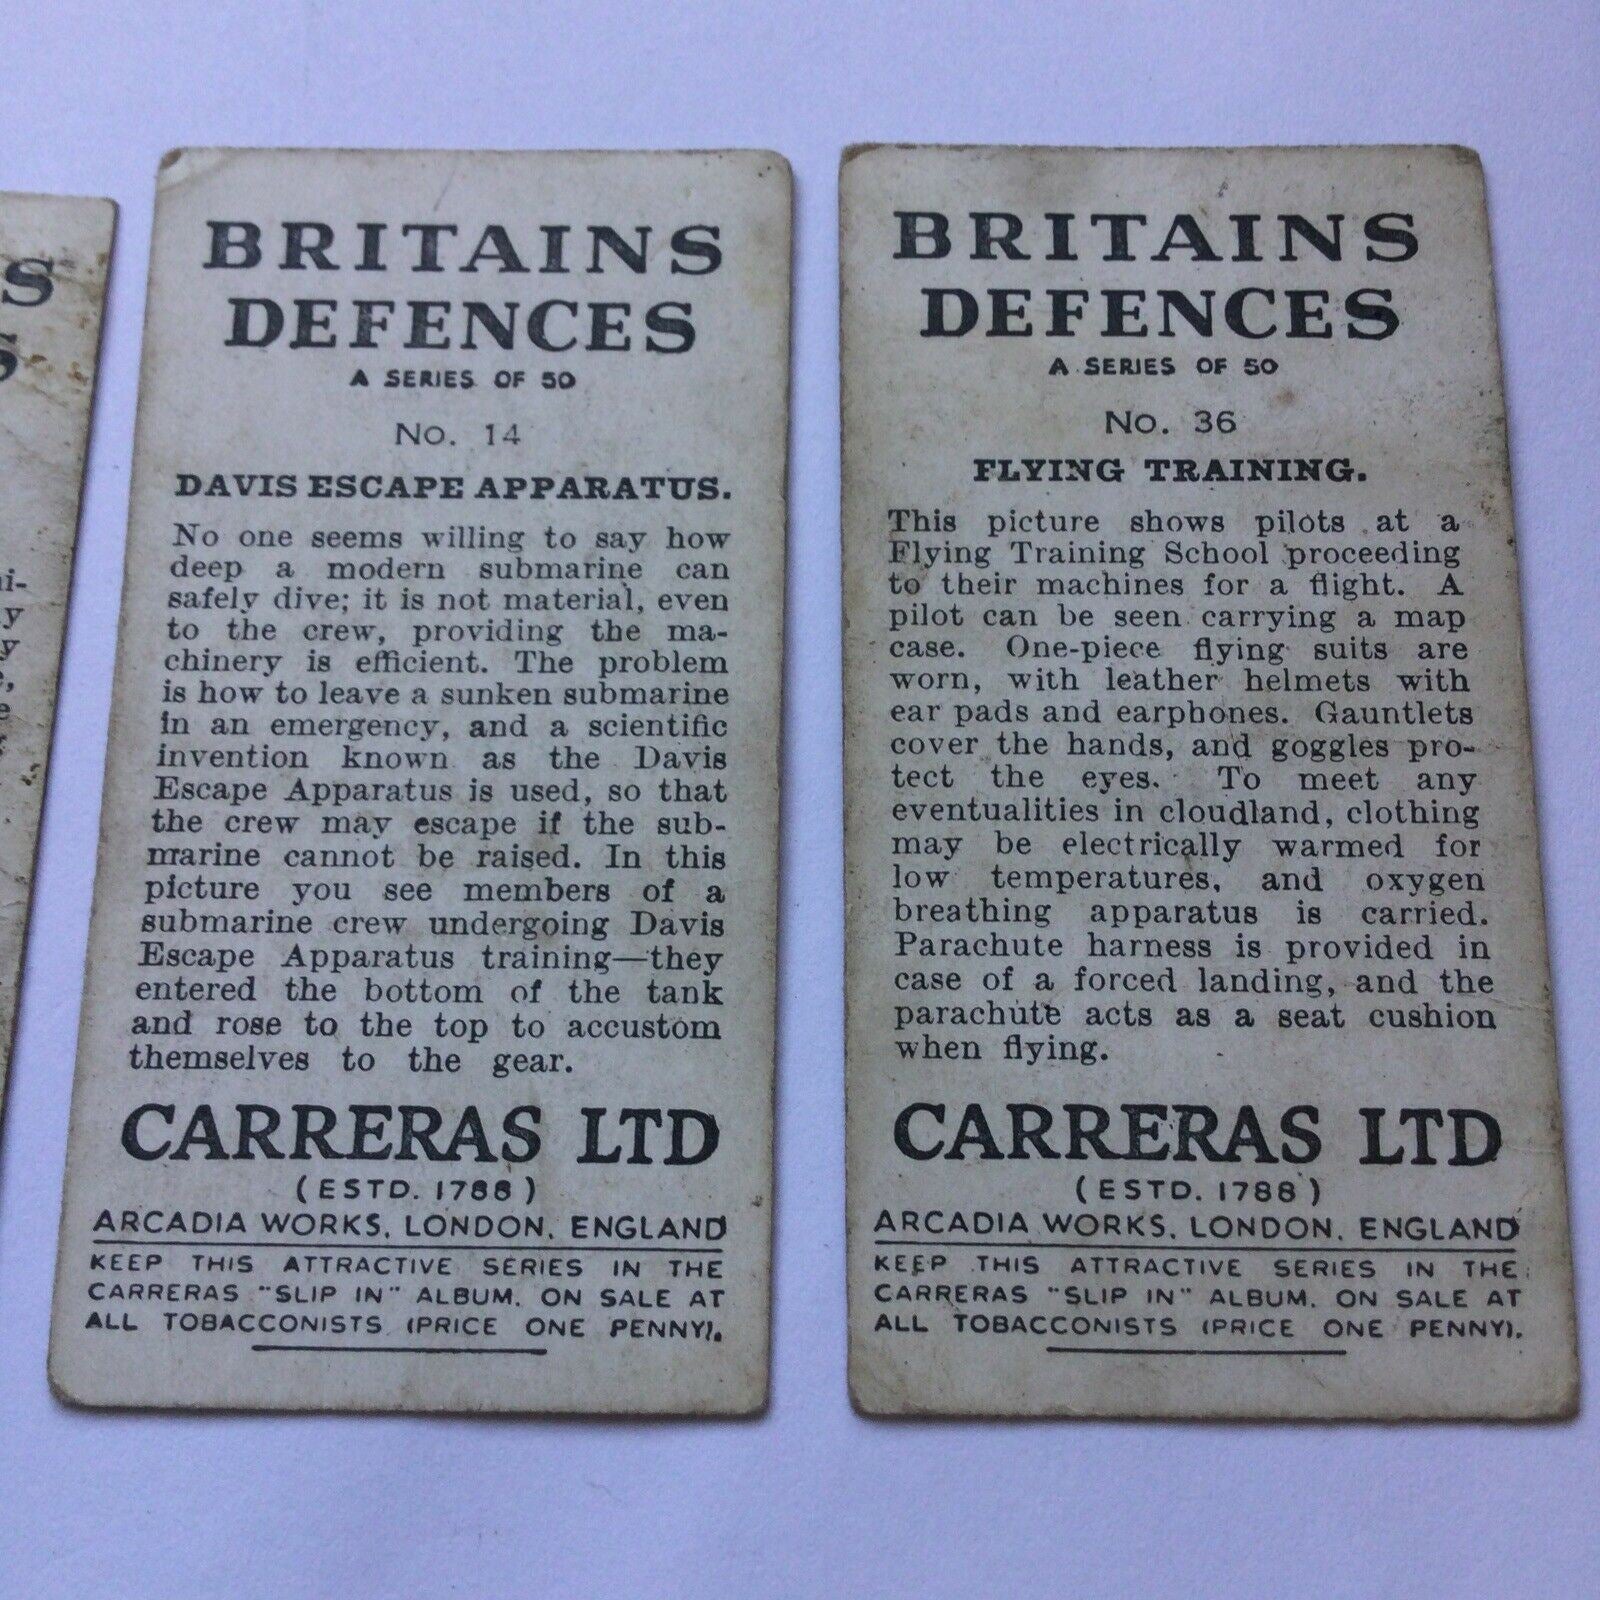 S
S
ni-
y
y
e,
e
BRITAINS
DEFENCES
A SERIES OF 50
No. 14
DAVIS ESCAPE APPARATUS.
No one seems willing to say how
deep a modern submarine can
safely dive; it is not material, even
to the crew, providing the ma-
chinery is efficient. The problem
is how to leave a sunken submarine
in an emergency, and a scientific
invention known as the Davis
Escape Apparatus is used, so that
the crew may escape if the sub-
marine cannot be raised. In this
picture you see members of a
submarine crew undergoing Davis
Escape Apparatus training—they
entered the bottom of the tank
and rose to the top to accustom
themselves to the gear.
CARRERAS LTD
(ESTD. 1788)
ARCADIA WORKS, LONDON, ENGLAND
KEEP THIS ATTRACTIVE SERIES IN THE
CARRERAS "SLIP IN" ALBUM, ON SALE AT
ALL TOBACCONISTS (PRICE ONE PENNY).
BRITAINS
DEFENCES
A SERIES OF 50
No. 36
FLYING TRAINING.
This picture shows pilots at a
Flying Training School proceeding
to their machines for a flight. A
pilot can be seen carrying a map
case. One-piece flying suits are
worn, with leather helmets with
ear pads and earphones. Gauntlets
cover the hands, and goggles pro-
tect the eyes. To meet any
eventualities in cloudland, clothing
may be electrically warmed for
low temperatures, and oxygen
breathing apparatus is carried.
Parachute harness is provided in
case of a forced landing, and the
parachute acts as a seat cushion
when flying.
CARRERAS LTD
(ESTD. 1788)
ARCADIA WORKS, LONDON, ENGLAND
KEEP THIS ATTRACTIVE SERIES IN THE
CARRERAS "SLIP IN" ALBUM, ON SALE AT
ALL TOBACCONISTS (PRICE ONE PENNY).